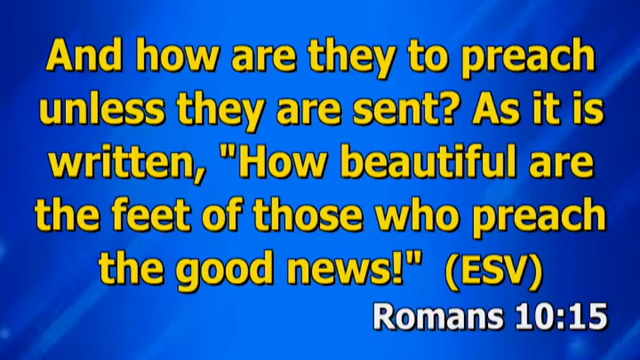 And how are they to preach
unless they are sent? As it is
written, "How beautiful are
the feet of those who preach
the good news!" (ESV)
Romans 10:15